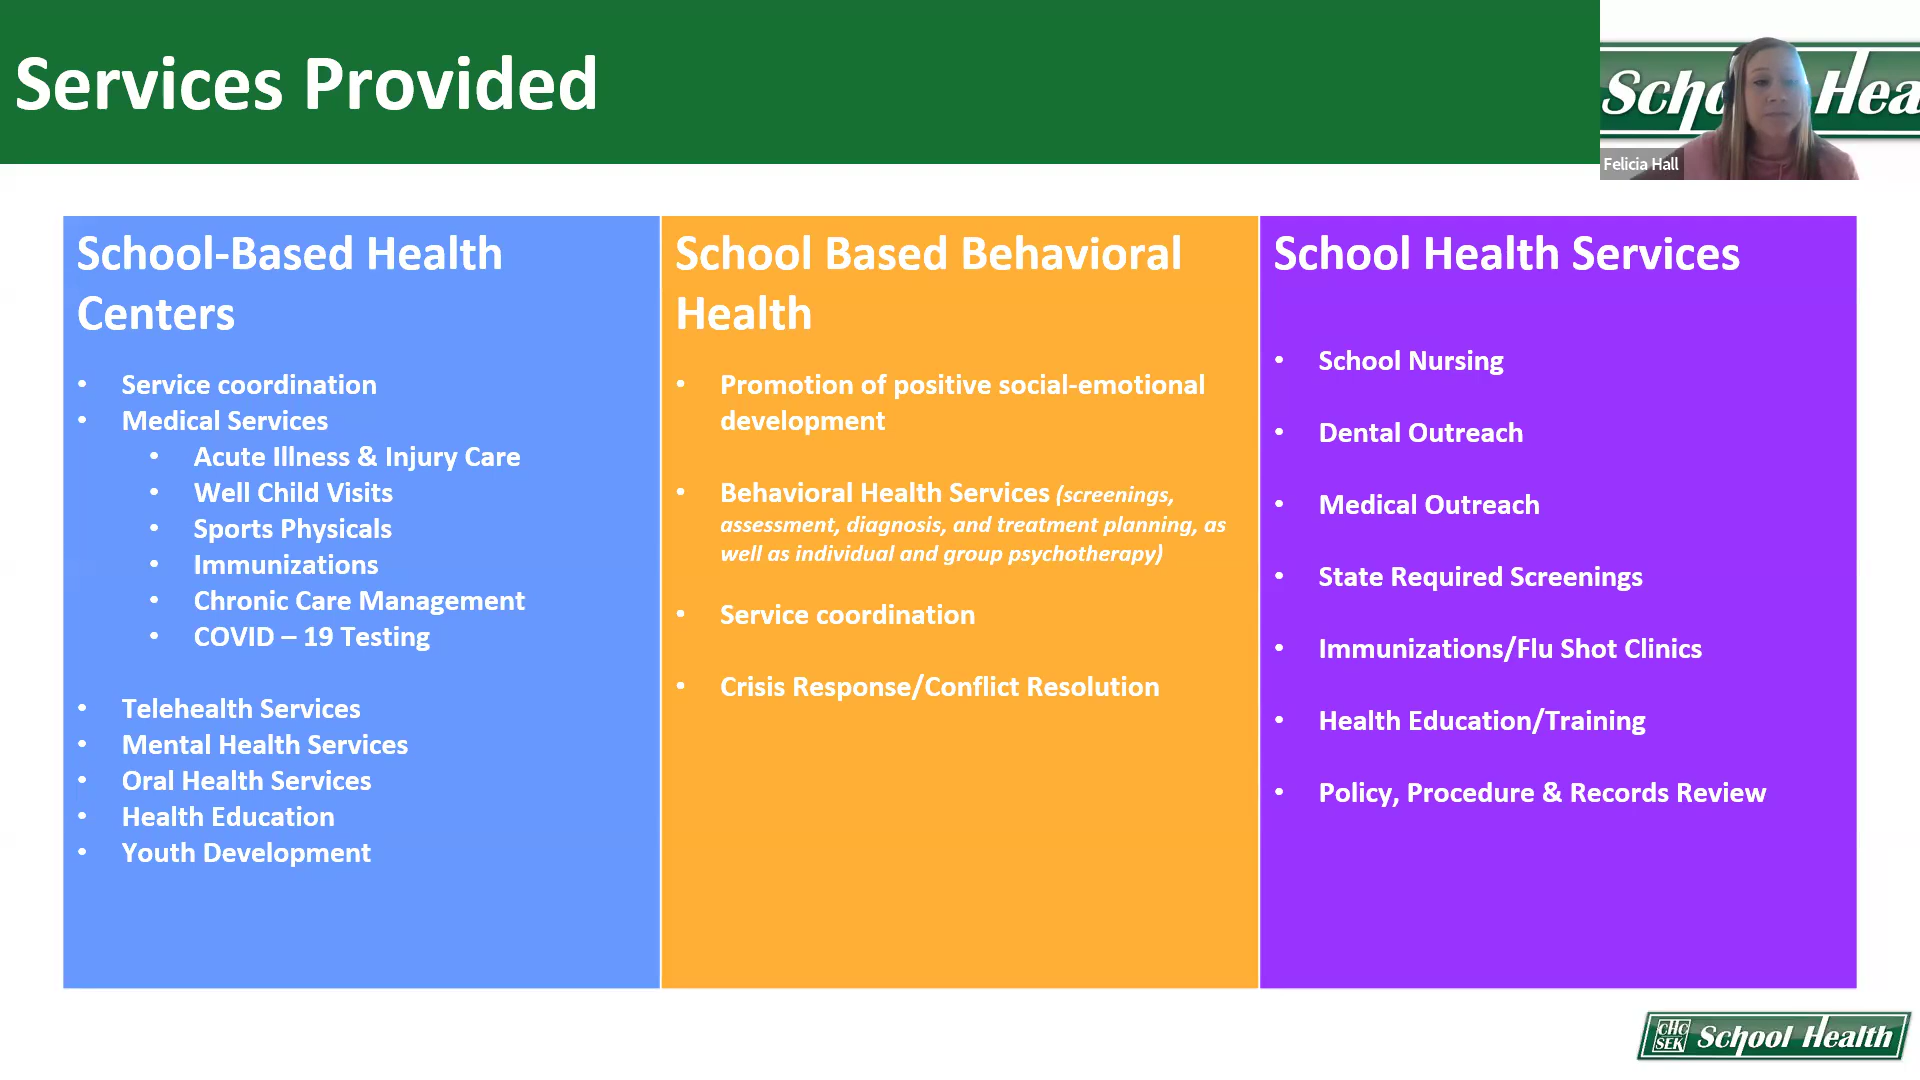 Services Provided
School Hea
Felicia Hall
School-Based Health
Centers
• Service coordination
• Medical Services
• Acute Illness & Injury Care
• Well Child Visits
• Sports Physicals
• Immunizations
• Chronic Care Management
• COVID – 19 Testing
• Telehealth Services
• Mental Health Services
• Oral Health Services
• Health Education
• Youth Development
School Based Behavioral
Health
• Promotion of positive social-emotional
development
• Behavioral Health Services (screenings,
assessment, diagnosis, and treatment planning, as
well as individual and group psychotherapy)
• Service coordination
• Crisis Response/Conflict Resolution
School Health Services
• School Nursing
• Dental Outreach
• Medical Outreach
• State Required Screenings
• Immunizations/Flu Shot Clinics
• Health Education/Training
• Policy, Procedure & Records Review
CHC
SEK
School Health